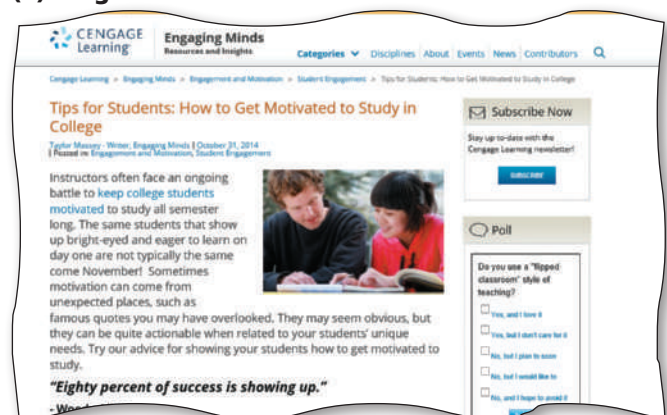 CENGAGE
Learning
Engaging Minds
Resources and Insights
Categories Disciplines About Events News Contributors
Cengage Learning > Engaging Minds > Engagement and Motivation > Student Engagement > Tips for Students: How to Get Motivated to Study in College
Tips for Students: How to Get Motivated to Study in
College
Taylor Massey - Writer, Engaging Minds | October 31, 2014
| Posted in: Engagement and Motivation, Student Engagement
Instructors often face an ongoing
battle to keep college students
motivated to study all semester
long. The same students that show
up bright-eyed and eager to learn on
day one are not typically the same
come November! Sometimes
motivation can come from
unexpected places, such as
famous quotes you may have overlooked. They may seem obvious, but
they can be quite actionable when related to your students' unique
needs. Try our advice for showing your students how to get motivated to
study.
"Eighty percent of success is showing up."
Subscribe Now
Stay up-to-date with the
Cengage Learning newsletter!
SUBSCRIBE
Poll
Do you use a "flipped
classroom" style of
teaching?
Yes, and I love it
Yes, but I don't care for it
No, but I plan to soon
No, but I would like to
No, and I hope to avoid it